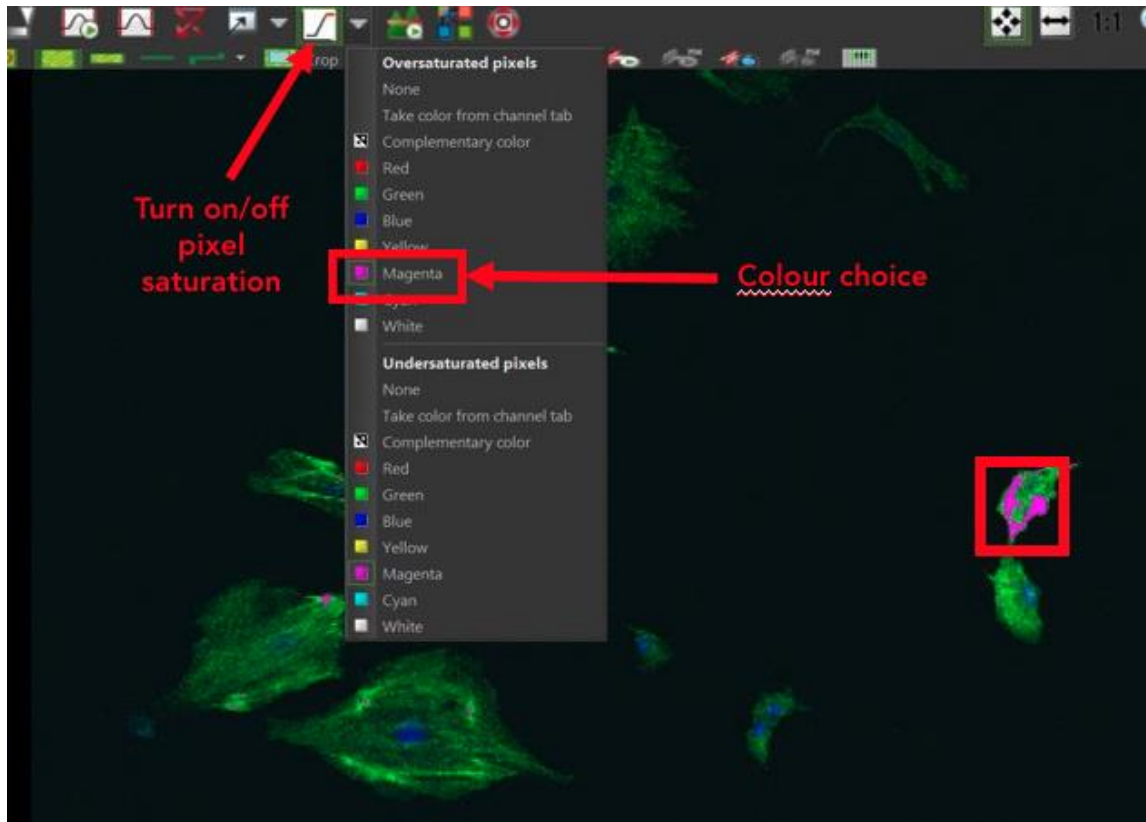 1:1
Crop
Oversaturated pixels
None
Take color from channel tab
Complementary color
Red
Green
Blue
Yellow
Magenta
Cyan
White
Undersaturated pixels
None
Take color from channel tab
Complementary color
Red
Green
Blue
Yellow
Magenta
Cyan
White
Turn on/off
pixel
saturation
Colour choice